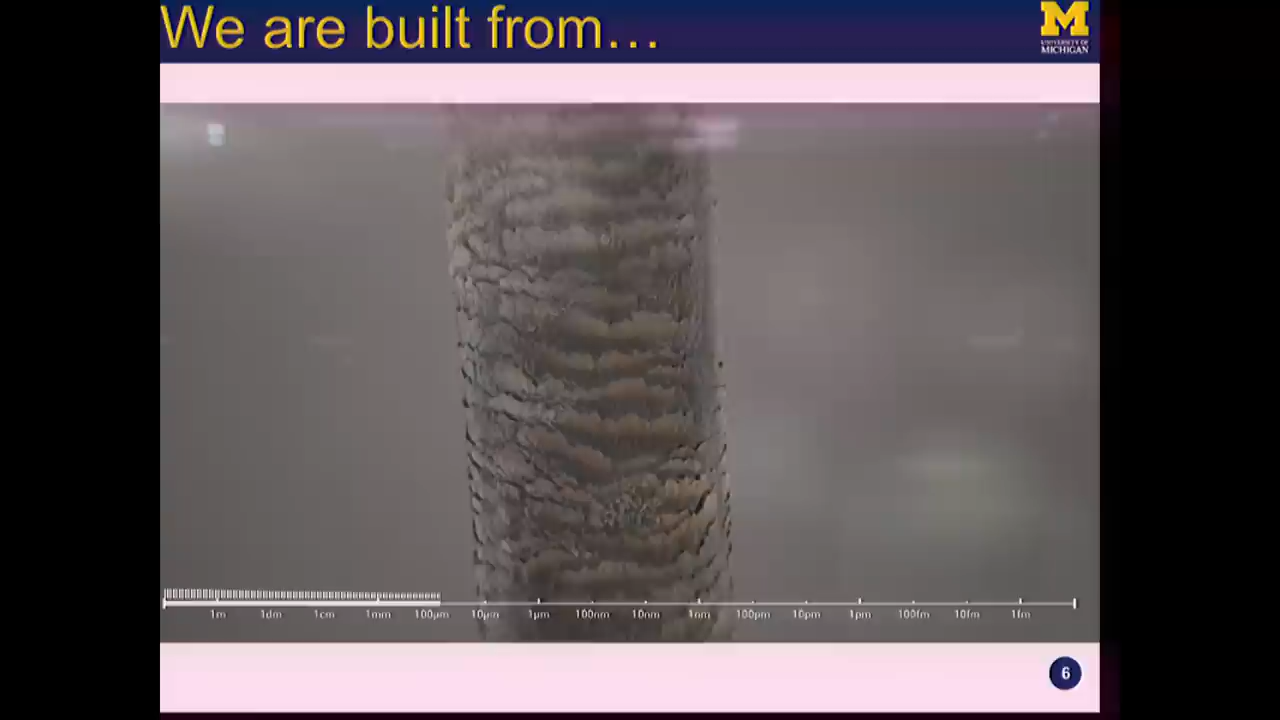 We are built from...
M
UNIVERSITY OF
MICHIGAN
1m 1dm 1cm 1mm 100µm 10µm 1µm 100nm 10nm 1nm 100pm 10pm 1pm 100fm 10fm 1fm
6